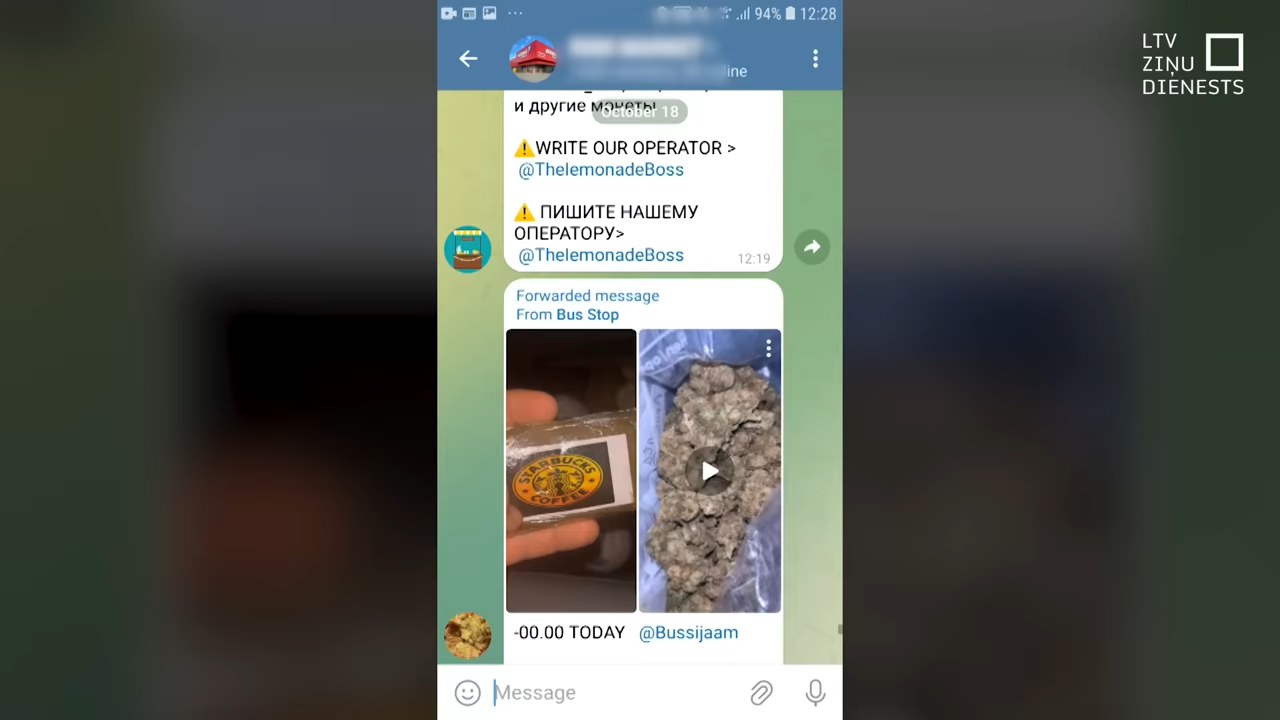 94% 12:28
LTV
ZIŅU
DIENESTS
ine
и другие монеты
October 18
⚠️WRITE OUR OPERATOR >
@ThelemonadeBoss
⚠️ ПИШИТЕ НАШЕМУ
ОПЕРАТОРУ>
@ThelemonadeBoss
12:19
Forwarded message
From Bus Stop
STARBUCKS
COFFEE
-00.00 TODAY @Bussijaam
Message